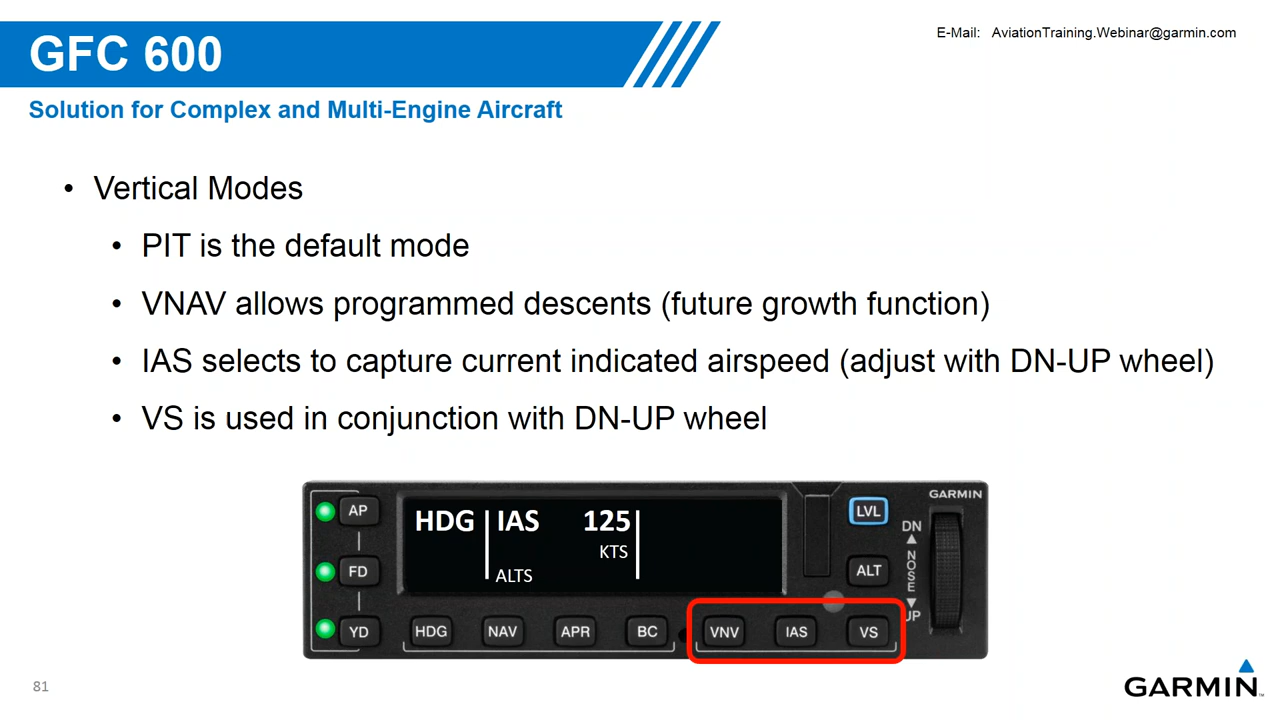 GFC 600
E-Mail: AviationTraining.Webinar@garmin.com
Solution for Complex and Multi-Engine Aircraft
• Vertical Modes
• PIT is the default mode
• VNAV allows programmed descents (future growth function)
• IAS selects to capture current indicated airspeed (adjust with DN-UP wheel)
• VS is used in conjunction with DN-UP wheel
AP
HDG IAS 125
KTS
ALTS
LVL
GARMIN
DN
FD
ALT
NOSE
UP
YD
HDG NAV APR BC VNV IAS VS
81
GARMIN™